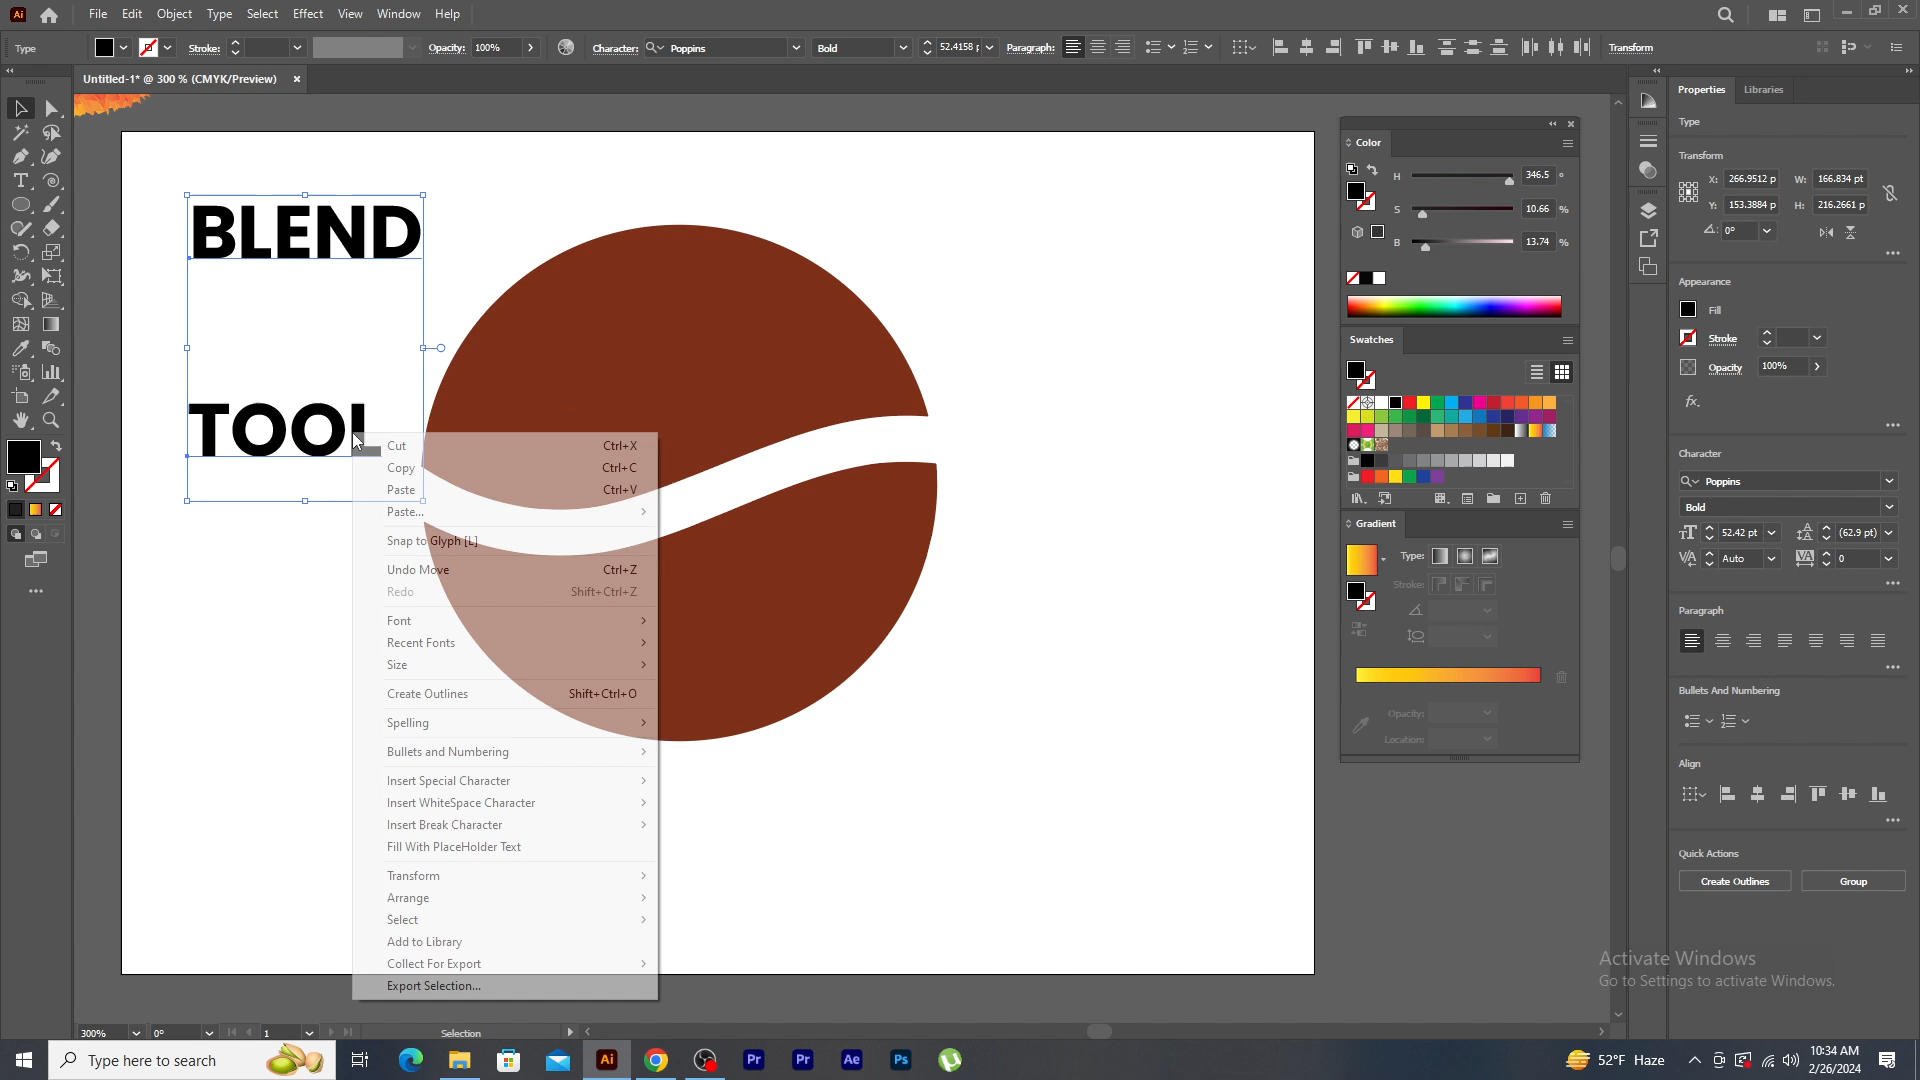 Ai File Edit Object Type Select Effect View Window Help
Type Stroke: Opacity: 100% Character: Poppins Bold 52.4158 Paragraph: Transform
Untitled-1* @ 300 % (CMYK/Preview)
BLEND
TOOL
Cut Ctrl+X
Copy Ctrl+C
Paste Ctrl+V
Paste...
Snap to Glyph [L]
Undo Move Ctrl+Z
Redo Shift+Ctrl+Z
Font
Recent Fonts
Size
Create Outlines Shift+Ctrl+O
Spelling
Bullets and Numbering
Insert Special Character
Insert WhiteSpace Character
Insert Break Character
Fill With PlaceHolder Text
Transform
Arrange
Select
Add to Library
Collect For Export
Export Selection...
Color
H 346.5 °
S 10.66 %
B 13.74 %
Swatches
Gradient
Type:
Stroke:
Opacity:
Location:
Properties Libraries
Type
Transform
X: 266.9512 p W: 166.834 pt
Y: 153.3884 p H: 216.2661 p
0°
Appearance
Fill
Stroke
Opacity 100%
fx.
Character
Poppins
Bold
52.42 pt (62.9 pt)
Auto 0
Paragraph
Bullets And Numbering
Align
Quick Actions
Create Outlines Group
Activate Windows
Go to Settings to activate Windows.
300% 0° 1 Selection
Type here to search Ai Pr Pr Ae Ps 52°F Haze 10:34 AM
2/26/2024